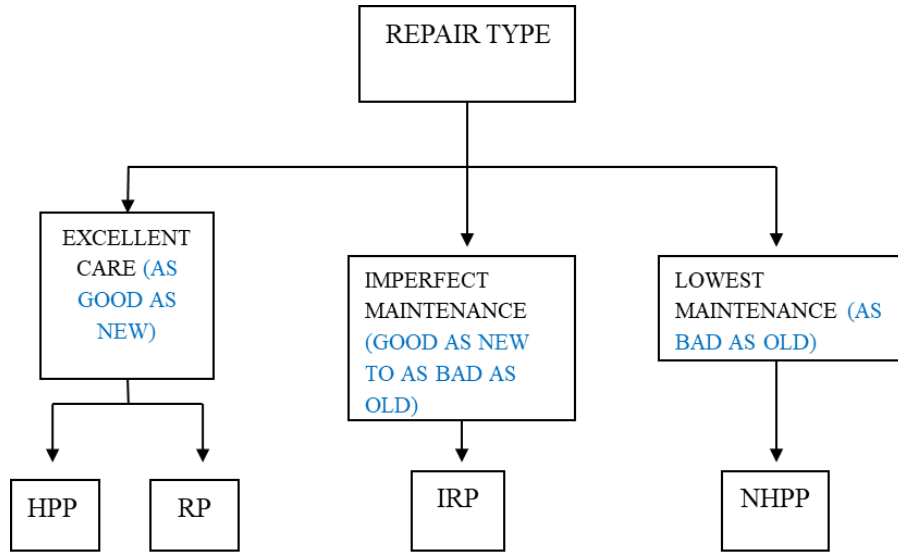 REPAIR TYPE
EXCELLENT
CARE (AS
GOOD AS
NEW)
IMPERFECT
MAINTENANCE
(GOOD AS NEW
TO AS BAD AS
OLD)
LOWEST
MAINTENANCE (AS
BAD AS OLD)
HPP
RP
IRP
NHPP